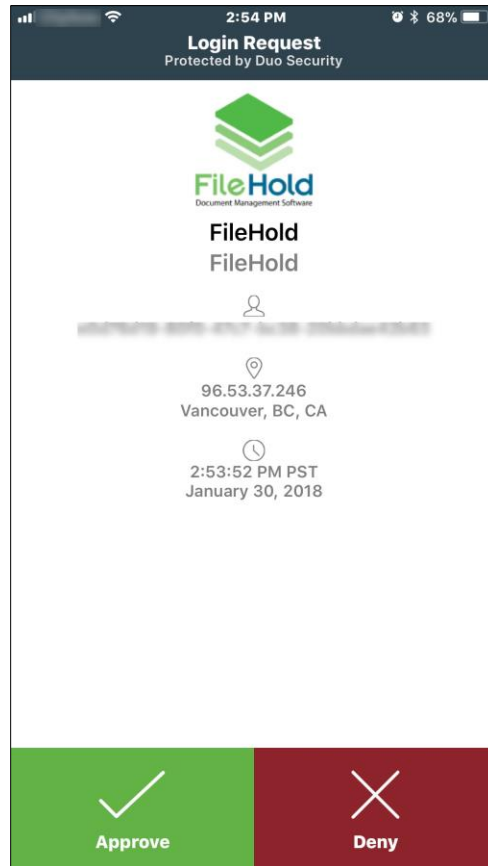 2:54 PM
68%
Login Request
Protected by Duo Security
FileHold
Document Management Software
FileHold
FileHold
96.53.37.246
Vancouver, BC, CA
2:53:52 PM PST
January 30, 2018
Approve
Deny